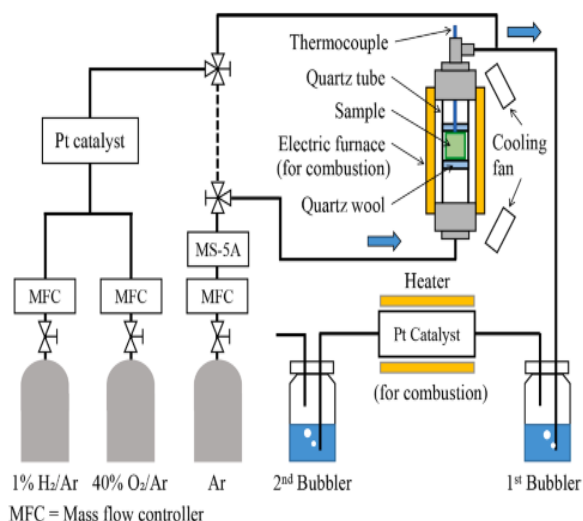 Thermocouple
Quartz tube
Sample
Electric furnace
(for combustion)
Quartz wool
Cooling
fan
Pt catalyst
MS-5A
MFC
MFC
MFC
Heater
Pt Catalyst
(for combustion)
1% H₂/Ar
40% O₂/Ar
Ar
2nd Bubbler
1st Bubbler
MFC = Mass flow controller